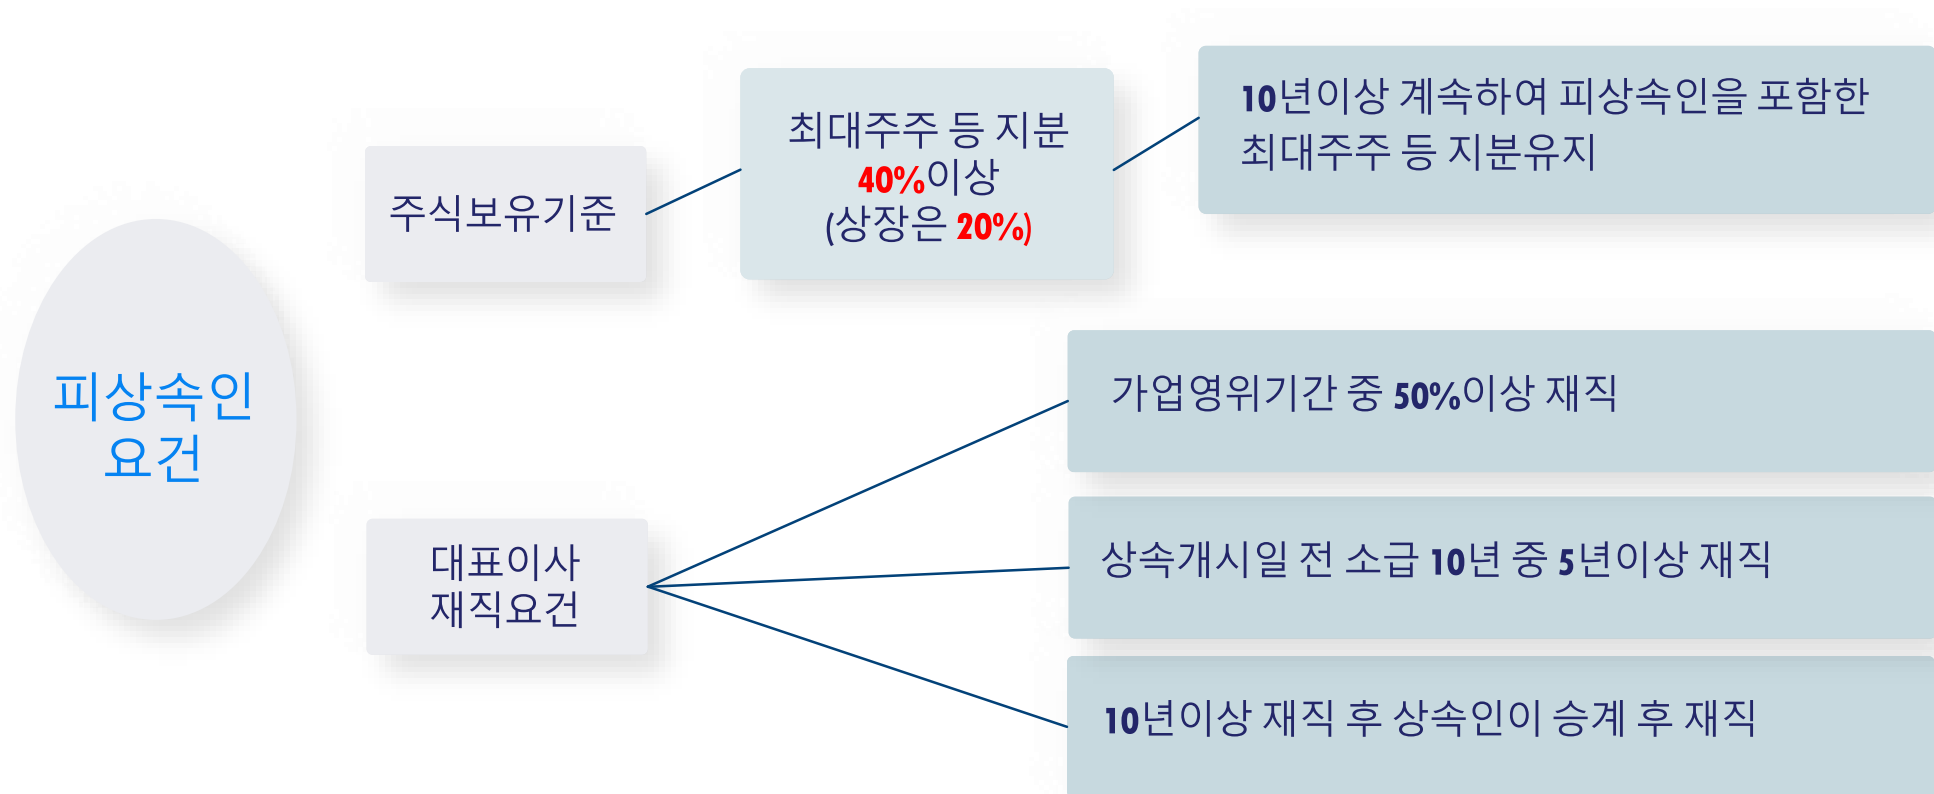 피상속인
요건
주식보유기준
최대주주 등 지분
40%이상
(상장은 20%)
10년이상 계속하여 피상속인을 포함한
최대주주 등 지분유지
대표이사
재직요건
가업영위기간 중 50%이상 재직
상속개시일 전 소급 10년 중 5년이상 재직
10년이상 재직 후 상속인이 승계 후 재직